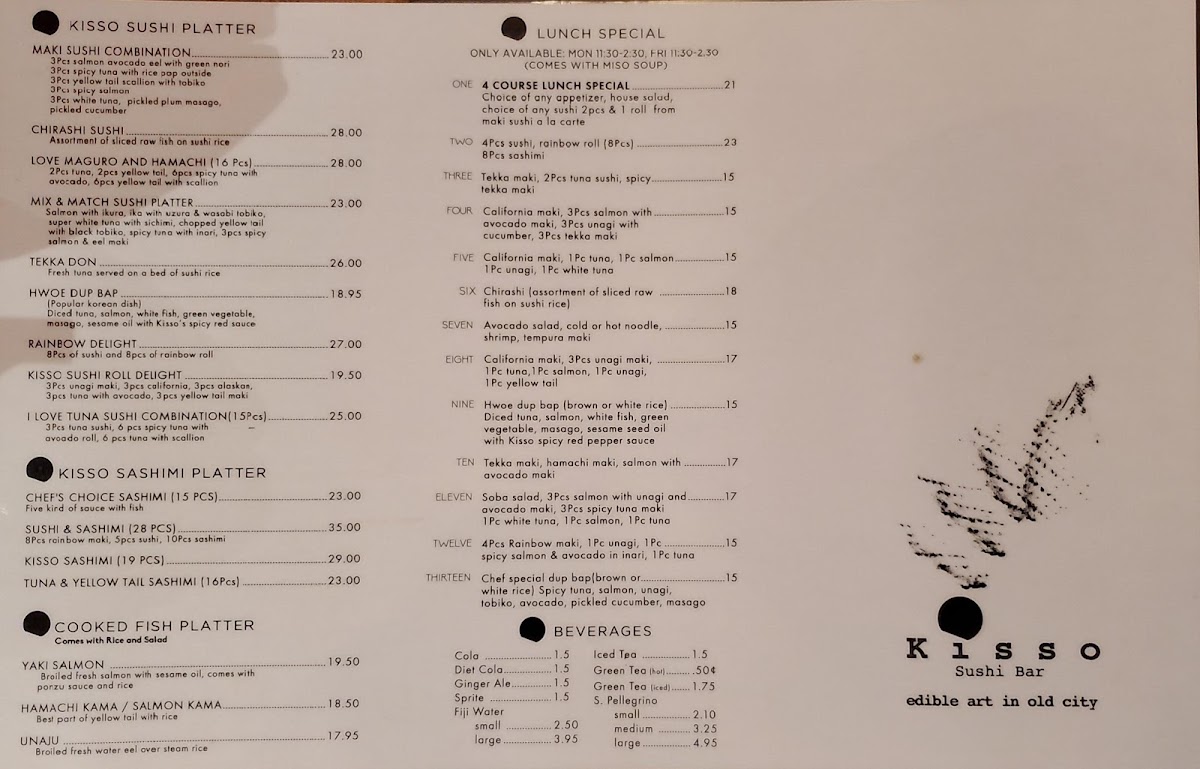 KISSO SUSHI PLATTER
MAKI SUSHI COMBINATION 23.00
3Pcs salmon avocado eel with green nori
3Pcs spicy tuna with rice pap outside
3Pcs yellow tail scallion with tobiko
3Pcs spicy salmon
3Pcs white tuna, pickled plum masago,
pickled cucumber
CHIRASHI SUSHI 28.00
Assortment of sliced raw fish on sushi rice
LOVE MAGURO AND HAMACHI (16 Pcs) 28.00
2Pcs tuna, 2pcs yellow tail, 6pcs spicy tuna with
avocado, 6pcs yellow tail with scallion
MIX & MATCH SUSHI PLATTER 23.00
Salmon with ikura, ika with uzura & wasabi tobiko,
super white tuna with sichimi, chopped yellow tail
with black tobiko, spicy tuna with inari, 3pcs spicy
salmon & eel maki
TEKKA DON 26.00
Fresh tuna served on a bed of sushi rice
HWOE DUP BAP 18.95
(Popular korean dish)
Diced tuna, salmon, white fish, green vegetable,
masago, sesame oil with Kisso's spicy red sauce
RAINBOW DELIGHT 27.00
8Pcs of sushi and 8pcs of rainbow roll
KISSO SUSHI ROLL DELIGHT 19.50
3Pcs unagi maki, 3pcs california, 3pcs alaskan,
3pcs tuna with avocado, 3pcs yellow tail maki
I LOVE TUNA SUSHI COMBINATION(15Pcs) 25.00
3Pcs tuna sushi, 6 pcs spicy tuna with
avoado roll, 6 pcs tuna with scallion
KISSO SASHIMI PLATTER
CHEF'S CHOICE SASHIMI (15 PCS) 23.00
Five kind of sauce with fish
SUSHI & SASHIMI (28 PCS) 35.00
8Pcs rainbow maki, 5pcs sushi, 10Pcs sashimi
KISSO SASHIMI (19 PCS) 29.00
TUNA & YELLOW TAIL SASHIMI (16Pcs) 23.00
COOKED FISH PLATTER
Comes with Rice and Salad
YAKI SALMON 19.50
Broiled fresh salmon with sesame oil, comes with
ponzu sauce and rice
HAMACHI KAMA / SALMON KAMA 18.50
Best part of yellow tail with rice
UNAJU 17.95
Broiled fresh water eel over steam rice
LUNCH SPECIAL
ONLY AVAILABLE: MON 11:30-2:30, FRI 11:30-2:30
(COMES WITH MISO SOUP)
ONE 4 COURSE LUNCH SPECIAL 21
Choice of any appetizer, house salad,
choice of any sushi 2pcs & 1 roll from
maki sushi a la carte
TWO 4Pcs sushi, rainbow roll (8Pcs) 23
8Pcs sashimi
THREE Tekka maki, 2Pcs tuna sushi, spicy 15
tekka maki
FOUR California maki, 3Pcs salmon with 15
avocado maki, 3Pcs unagi with
cucumber, 3Pcs tekka maki
FIVE California maki, 1Pc tuna, 1Pc salmon 15
1Pc unagi, 1Pc white tuna
SIX Chirashi (assortment of sliced raw 18
fish on sushi rice)
SEVEN Avocado salad, cold or hot noodle, 15
shrimp, tempura maki
EIGHT California maki, 3Pcs unagi maki, 17
1Pc tuna,1Pc salmon, 1Pc unagi,
1Pc yellow tail
NINE Hwoe dup bap (brown or white rice) 15
Diced tuna, salmon, white fish, green
vegetable, masago, sesame seed oil
with Kisso spicy red pepper sauce
TEN Tekka maki, hamachi maki, salmon with 17
avocado maki
ELEVEN Soba salad, 3Pcs salmon with unagi and 17
avocado maki, 3Pcs spicy tuna maki
1Pc white tuna, 1Pc salmon, 1Pc tuna
TWELVE 4Pcs Rainbow maki, 1Pc unagi, 1Pc 15
spicy salmon & avocado in inari, 1Pc tuna
THIRTEEN Chef special dup bap(brown or 15
white rice) Spicy tuna, salmon, unagi,
tobiko, avocado, pickled cucumber, masago
BEVERAGES
Cola 1.5
Diet Cola 1.5
Ginger Ale 1.5
Sprite 1.5
Fiji Water
small 2.50
large 3.95
Iced Tea 1.5
Green Tea (hot) .50¢
Green Tea (iced) 1.75
S. Pellegrino
small 2.10
medium 3.25
large 4.95
Kisso
Sushi Bar
edible art in old city